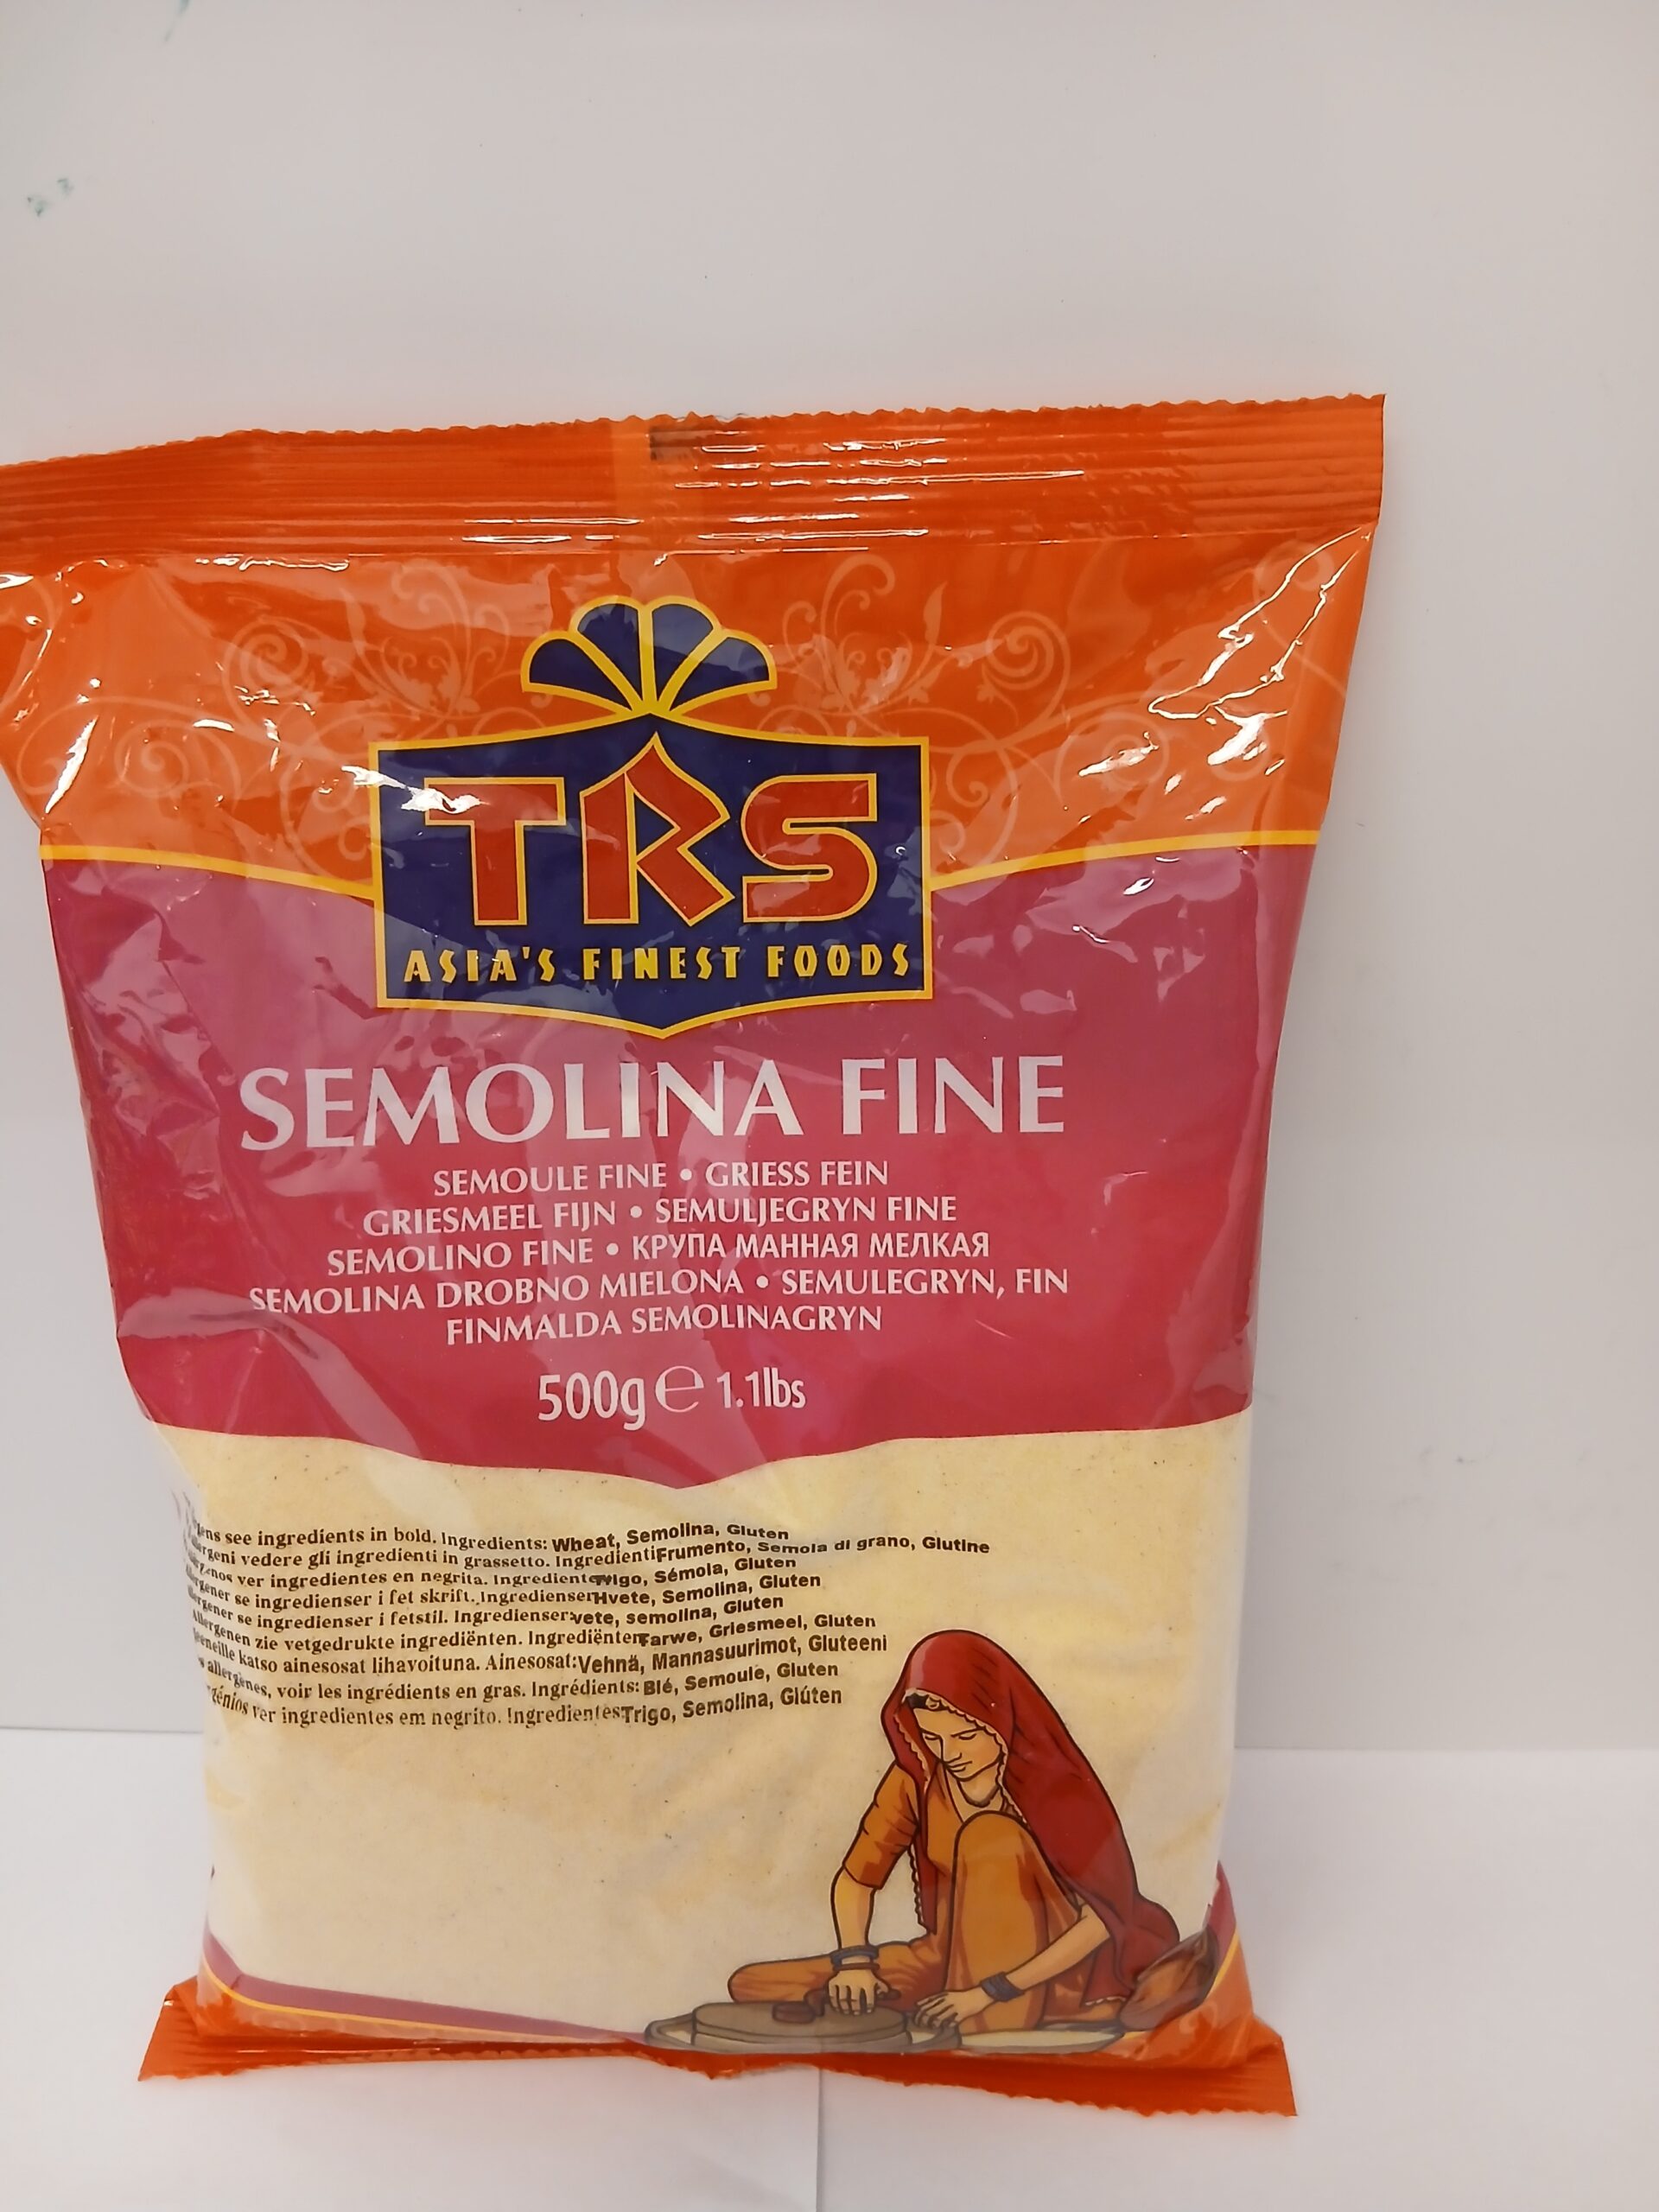 TRS
ASIA'S FINEST FOODS
SEMOLINA FINE
SEMOULE FINE • GRIESS FEIN
GRIESMEEL FIJN • SEMULJEGRYN FINE
SEMOLINO FINE • КРУПА МАННАЯ МЕЛКАЯ
SEMOLINA DROBNO MIELONA • SEMULEGRYN, FIN
FINMALDA SEMOLINAGRYN
500g e 1.1lbs
see ingredients in bold. Ingredients: Wheat, Semolina, Gluten
vedere gli ingredienti in grassetto. Ingredienti Frumento, Semola di grano, Glutine
ver ingredientes en negrita. Sémola, Gluten
se ingredienser i fet skrift. Ingredienser Hvete, Semolina, Gluten
se ingredienser i fetstil. Ingredienser: vete, semolina, Gluten
Allergenen zie vetgedrukte ingrediënten. Ingrediënten Tarwe, Griesmeel, Gluten
katso ainesosat lihavoituna. Ainesosat: Vehnä, Mannasuurimot, Gluteeni
allergènes, voir les ingrédients en gras. Ingrédients: Blé, Semoule, Gluten
ver ingredientes em negrito. Ingredientes Trigo, Semolina, Glúten